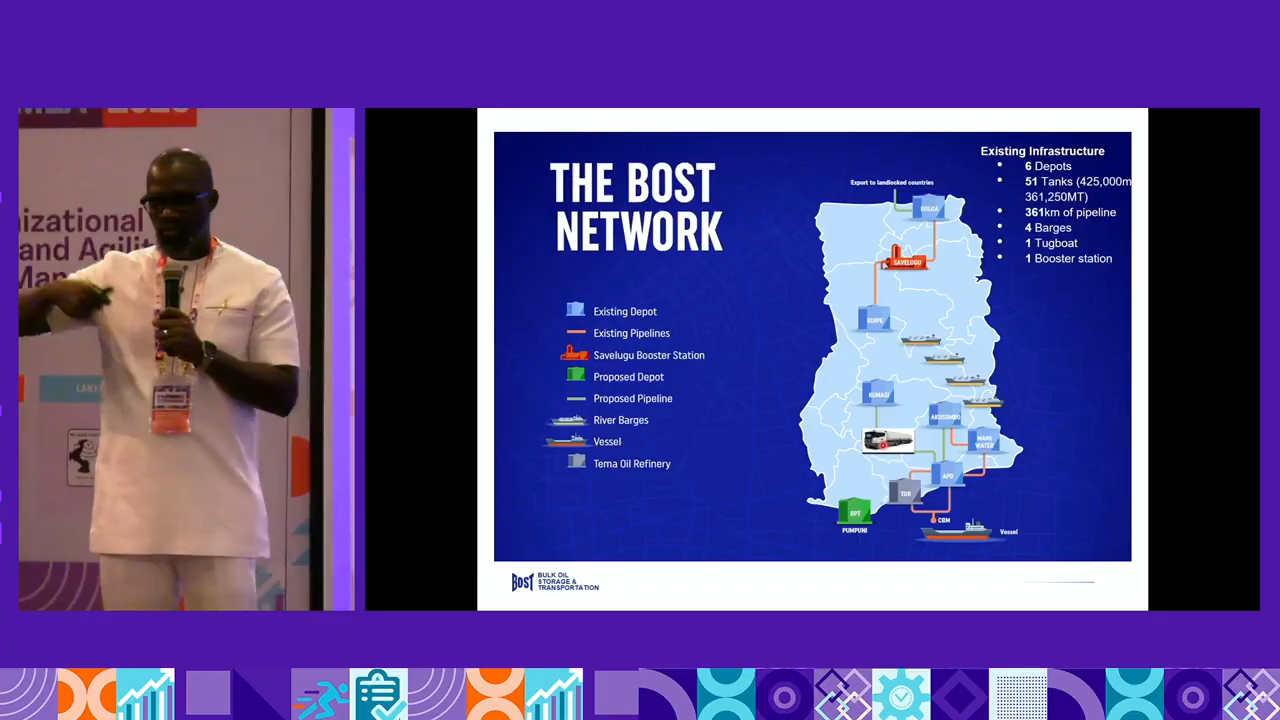 nizational
and Agilit
Man
THE BOST
NETWORK
Existing Depot
Existing Pipelines
Savelugu Booster Station
Proposed Depot
Proposed Pipeline
River Barges
Vessel
Tema Oil Refinery
Existing Infrastructure
• 6 Depots
• 51 Tanks (425,000m
361,250MT)
• 361km of pipeline
• 4 Barges
• 1 Tugboat
• 1 Booster station
Export to landlocked countries
BOLGA
SAVELUGU
BUIPE
KUMASI
AKOSOMBO
MAMI
WATER
APD
TOR
BPT
PUMPUNI
CBM
Vessel
BOST
BULK OIL
STORAGE &
TRANSPORTATION